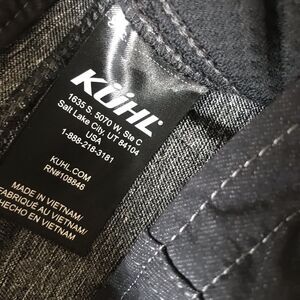 KÜHL
1635 S. 5070 W. Ste C
Salt Lake City, UT 84104
USA
1-888-218-3181
KUHL.COM
RN#108848
MADE IN VIETNAM/
FABRIQUÉ AU VIETNAM/
HECHO EN VIETNAM